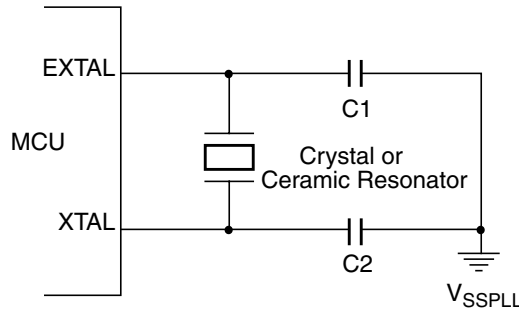 EXTAL
C1
MCU
Crystal or
Ceramic Resonator
XTAL
C2
VSSPLL